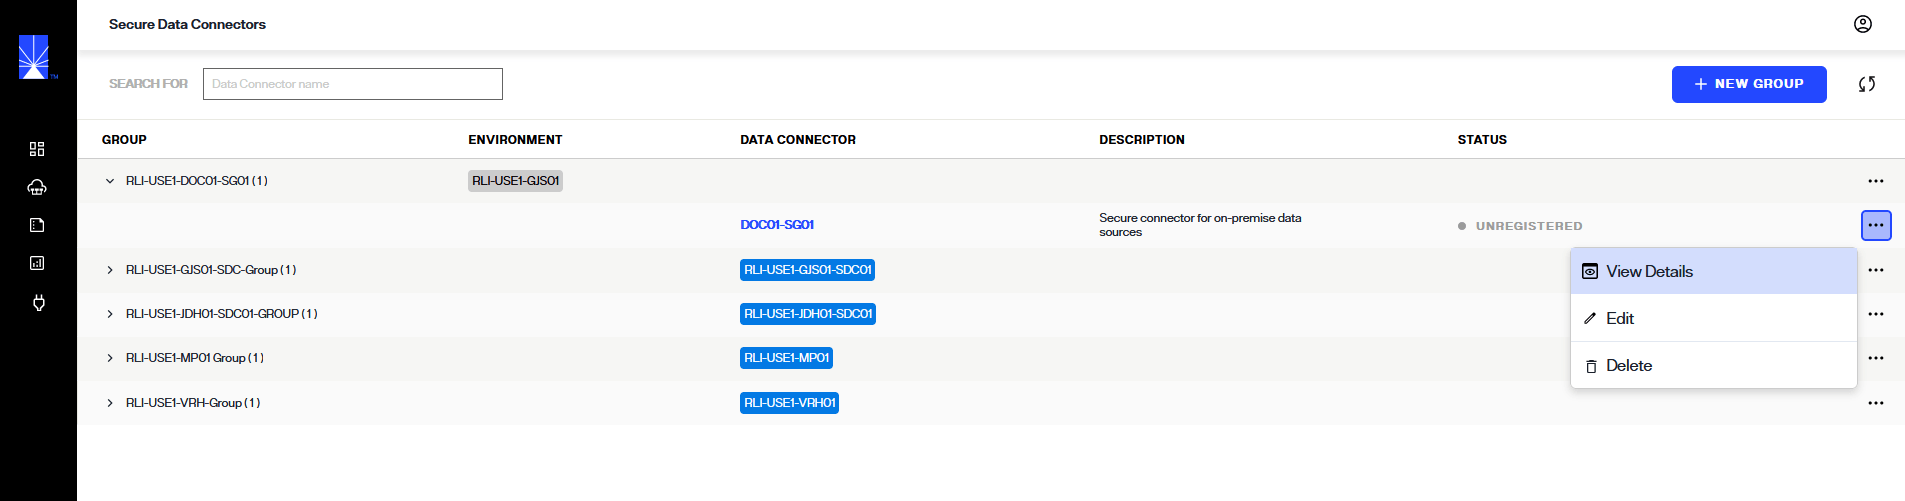 Secure Data Connectors
TM
SEARCH FOR
Data Connector name
+ NEW GROUP
GROUP ENVIRONMENT DATA CONNECTOR DESCRIPTION STATUS
RLI-USE1-DOC01-SG01 (1) RLI-USE1-GJS01
DOC01-SG01 Secure connector for on-premise data
sources
UNREGISTERED
RLI-USE1-GJS01-SDC-Group (1) RLI-USE1-GJS01-SDC01
RLI-USE1-JDH01-SDC01-GROUP (1) RLI-USE1-JDH01-SDC01
RLI-USE1-MP01 Group (1) RLI-USE1-MP01
RLI-USE1-VRH-Group (1) RLI-USE1-VRH01
View Details
Edit
Delete